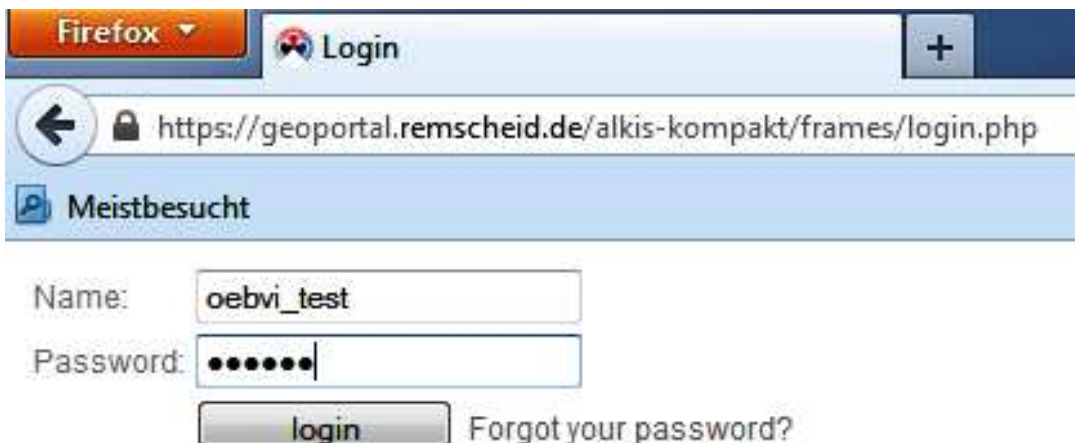 Firefox
Login
+
https://geoportal.remscheid.de/alkis-kompakt/frames/login.php
Meistbesucht
Name: oebvi_test
Password: ●●●●●●
login Forgot your password?